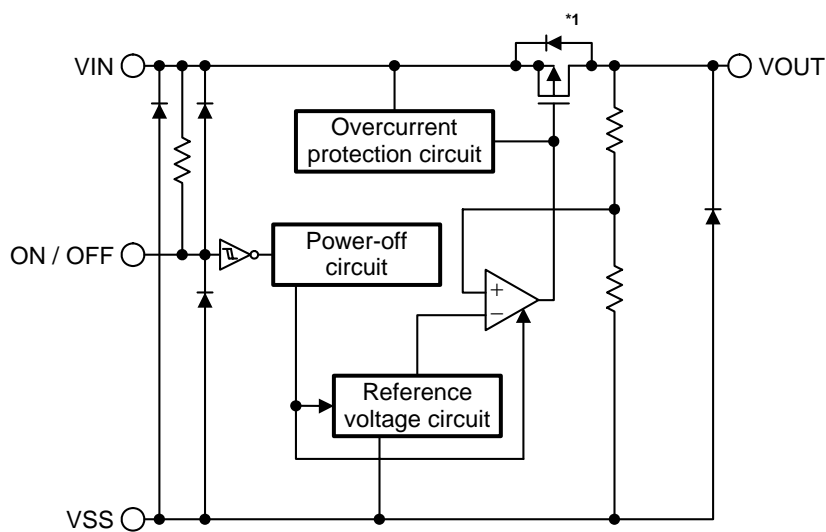 *1
VIN
VOUT
Overcurrent
protection circuit
ON / OFF
Power-off
circuit
+
−
Reference
voltage circuit
VSS